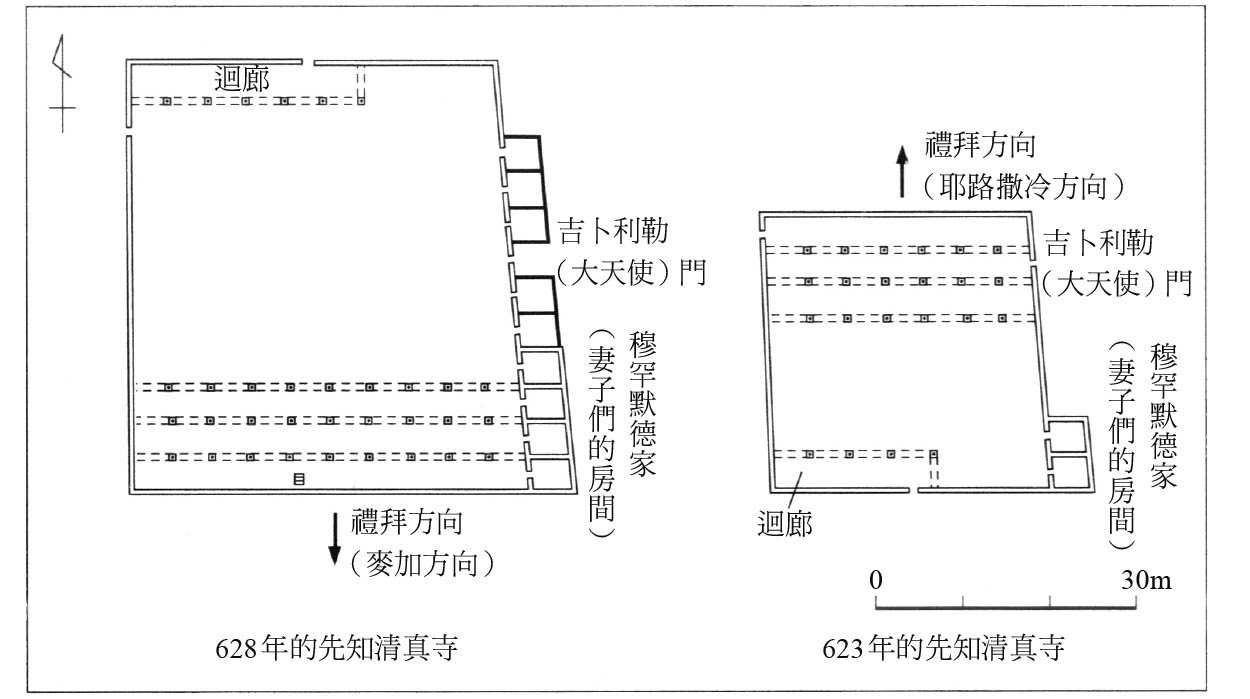 迴廊
吉卜利勒
（大天使）門
穆罕默德家
（妻子們的房間）
禮拜方向
（麥加方向）
628年的先知清真寺
禮拜方向
（耶路撒冷方向）
吉卜利勒
（大天使）門
穆罕默德家
（妻子們的房間）
迴廊
0 30m
623年的先知清真寺